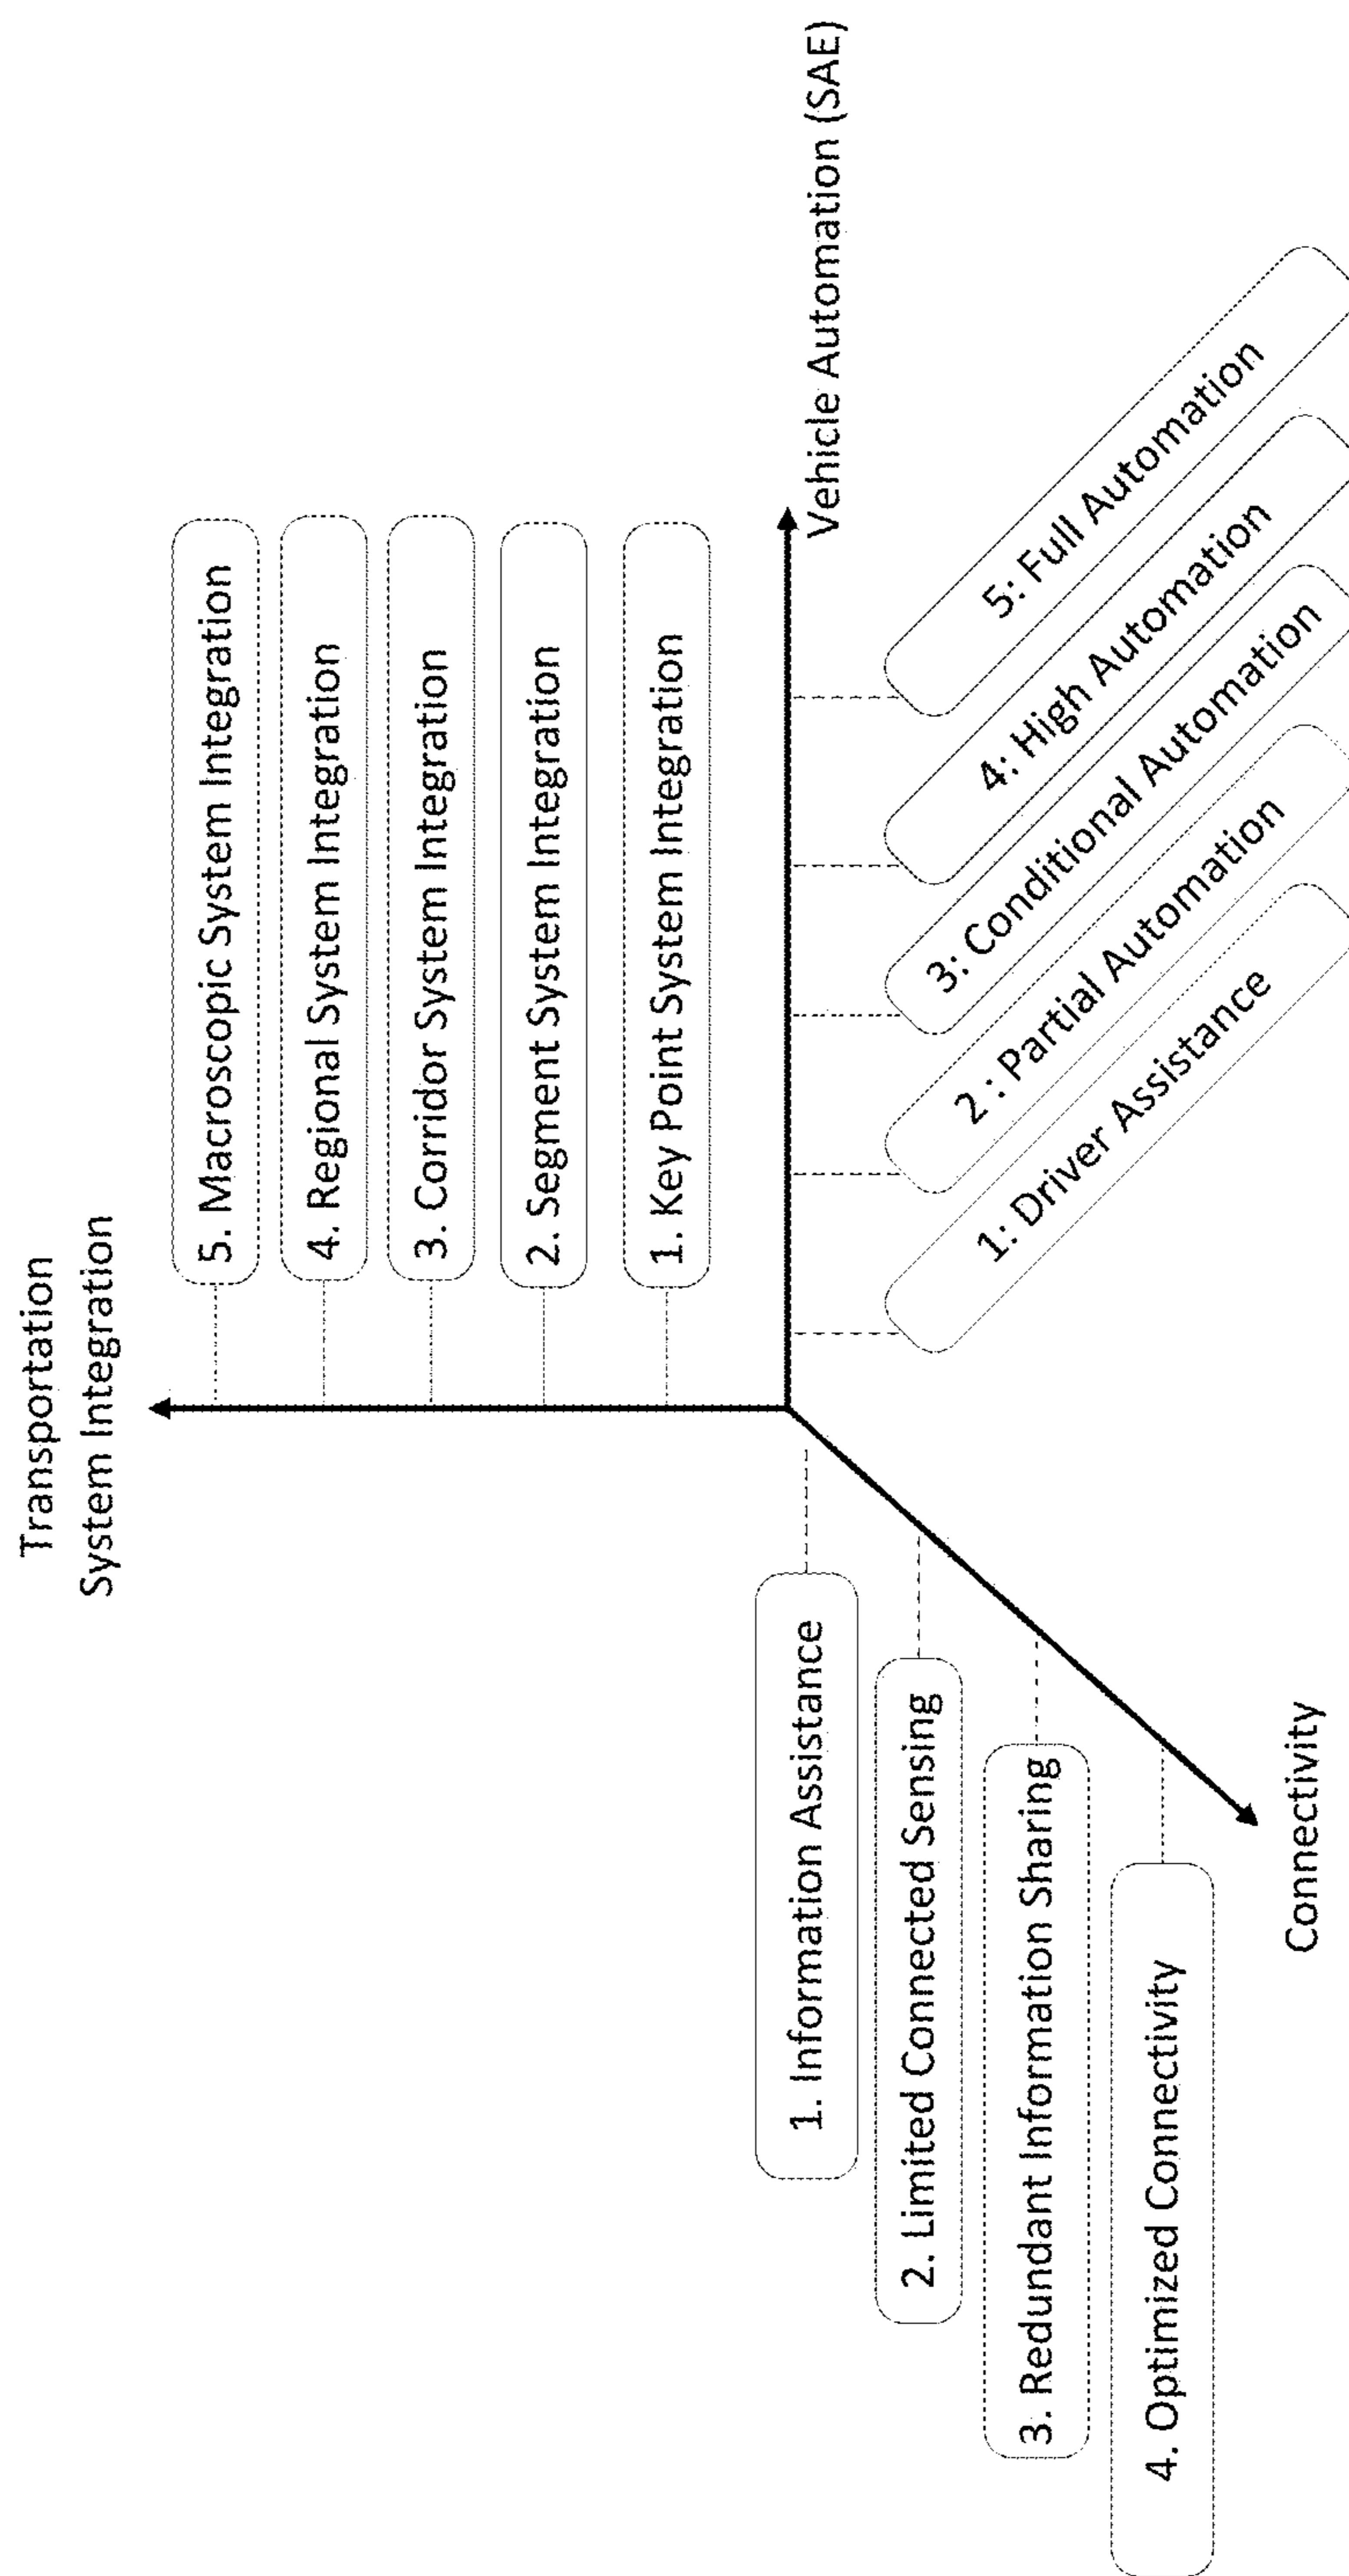 Transportation
System Integration
5. Macroscopic System Integration
4. Regional System Integration
3. Corridor System Integration
2. Segment System Integration
1. Key Point System Integration
Vehicle Automation (SAE)
1. Information Assistance
2. Limited Connected Sensing
3. Redundant Information Sharing
4. Optimized Connectivity
Connectivity
1: Driver Assistance
2 : Partial Automation
3: Conditional Automation
4: High Automation
5: Full Automation